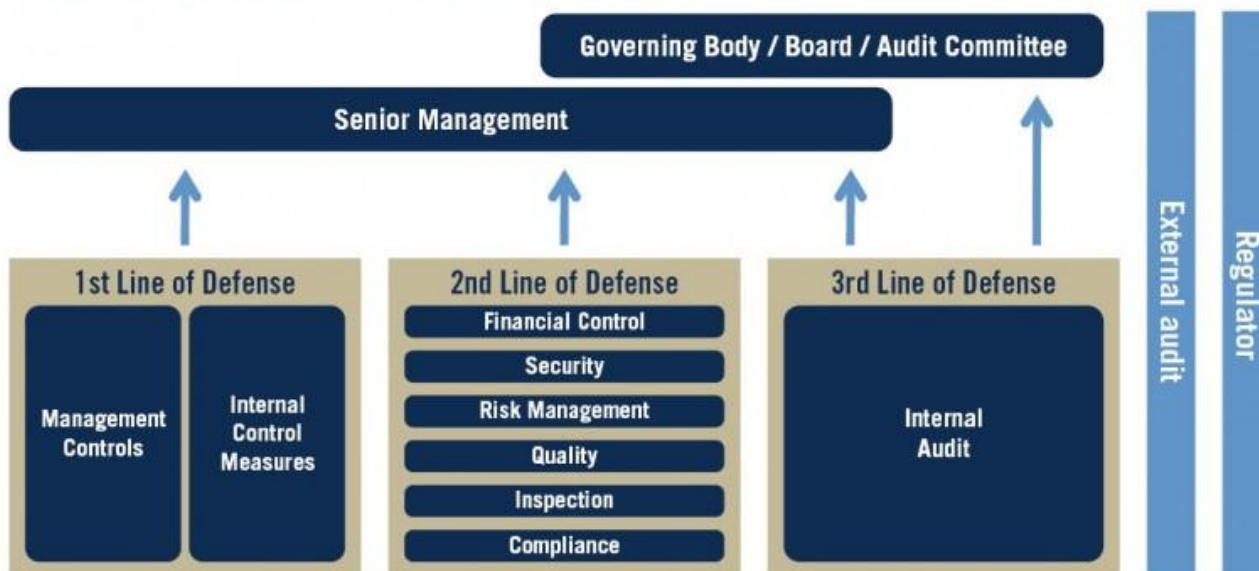 Governing Body / Board / Audit Committee
Senior Management
1st Line of Defense
Management
Controls
Internal
Control
Measures
2nd Line of Defense
Financial Control
Security
Risk Management
Quality
Inspection
Compliance
3rd Line of Defense
Internal
Audit
External audit
Regulator